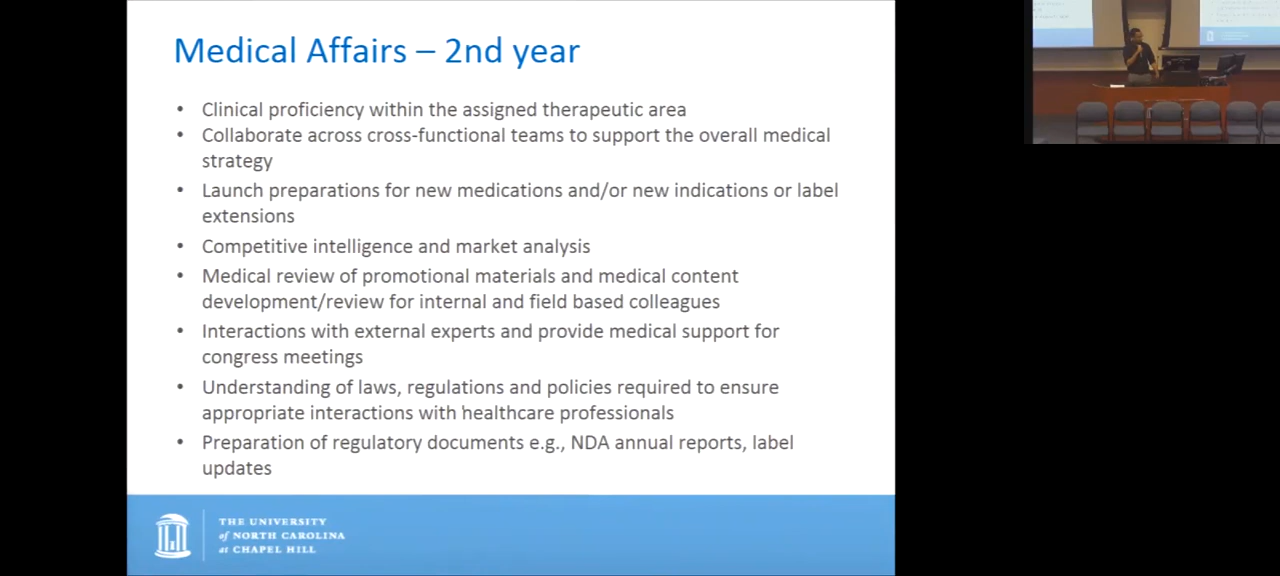 Medical Affairs – 2nd year
• Clinical proficiency within the assigned therapeutic area
• Collaborate across cross-functional teams to support the overall medical
strategy
• Launch preparations for new medications and/or new indications or label
extensions
• Competitive intelligence and market analysis
• Medical review of promotional materials and medical content
development/review for internal and field based colleagues
• Interactions with external experts and provide medical support for
congress meetings
• Understanding of laws, regulations and policies required to ensure
appropriate interactions with healthcare professionals
• Preparation of regulatory documents e.g., NDA annual reports, label
updates
THE UNIVERSITY
of NORTH CAROLINA
at CHAPEL HILL